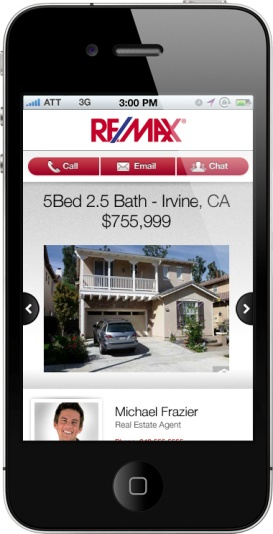 ATT 3G 3:00 PM
RE/MAX®
Call Email Chat
5Bed 2.5 Bath - Irvine, CA
$755,999
Michael Frazier
Real Estate Agent